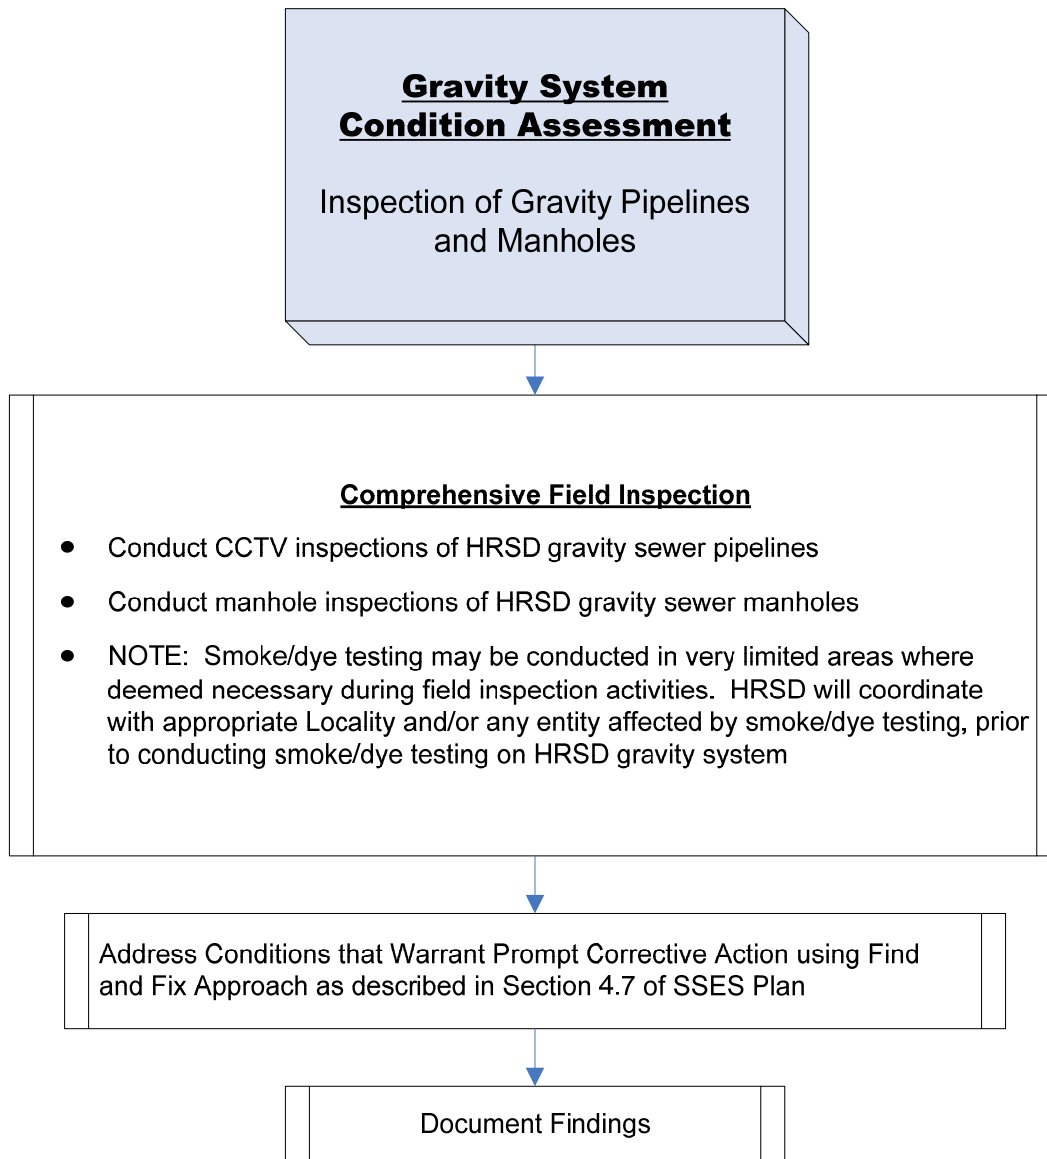 Gravity System
Condition Assessment
Inspection of Gravity Pipelines
and Manholes
Comprehensive Field Inspection
● Conduct CCTV inspections of HRSD gravity sewer pipelines
● Conduct manhole inspections of HRSD gravity sewer manholes
● NOTE:  Smoke/dye testing may be conducted in very limited areas where
deemed necessary during field inspection activities.  HRSD will coordinate
with appropriate Locality and/or any entity affected by smoke/dye testing, prior
to conducting smoke/dye testing on HRSD gravity system
Address Conditions that Warrant Prompt Corrective Action using Find
and Fix Approach as described in Section 4.7 of SSES Plan
Document Findings